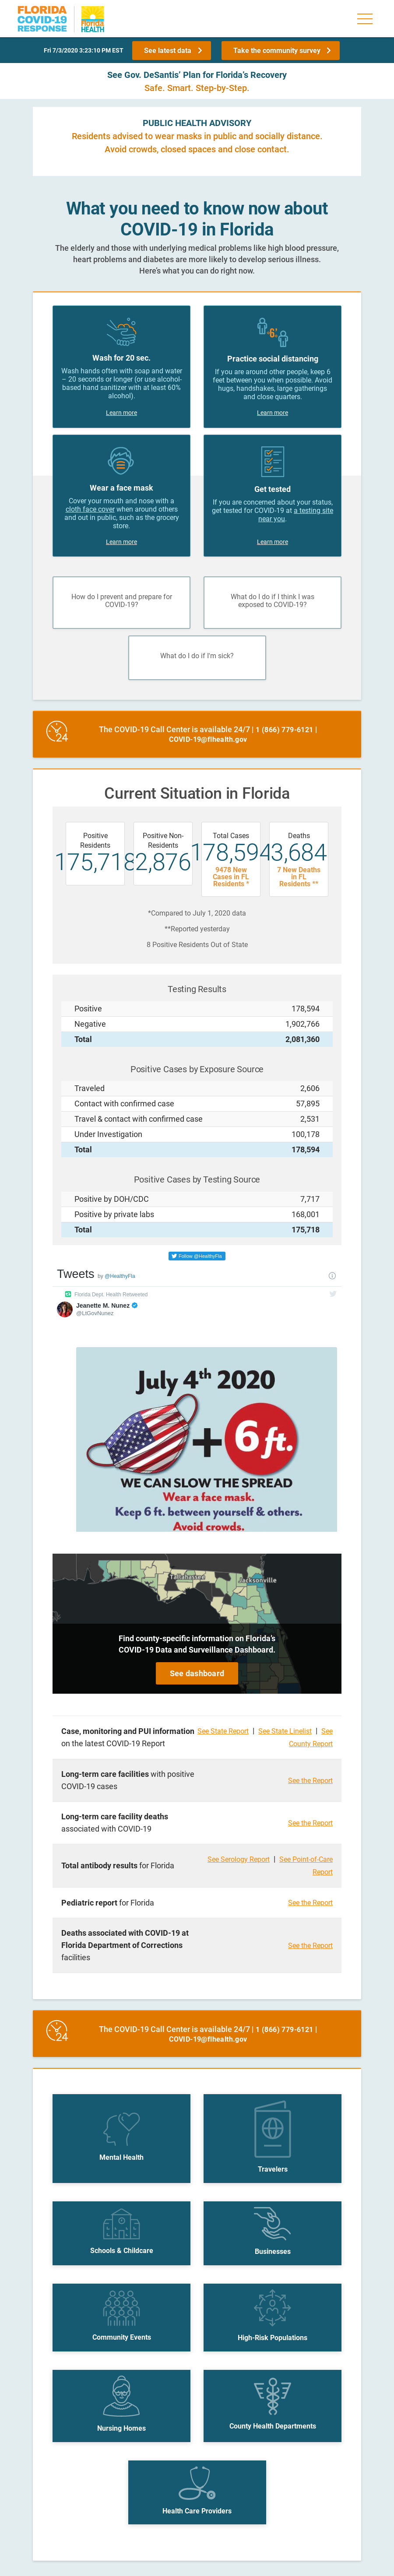 FLORIDA
COVID-19
RESPONSE
Florida
HEALTH
Fri 7/3/2020 3:23:10 PM EST
See latest data
Take the community survey
See Gov. DeSantis' Plan for Florida's Recovery
Safe. Smart. Step-by-Step.
PUBLIC HEALTH ADVISORY
Residents advised to wear masks in public and socially distance.
Avoid crowds, closed spaces and close contact.
What you need to know now about
COVID-19 in Florida
The elderly and those with underlying medical problems like high blood pressure,
heart problems and diabetes are more likely to develop serious illness.
Here's what you can do right now.
Wash for 20 sec.
Wash hands often with soap and water
– 20 seconds or longer (or use alcohol-
based hand sanitizer with at least 60%
alcohol).
Learn more
6'
Practice social distancing
If you are around other people, keep 6
feet between you when possible. Avoid
hugs, handshakes, large gatherings
and close quarters.
Learn more
Wear a face mask
Cover your mouth and nose with a
cloth face cover when around others
and out in public, such as the grocery
store.
Learn more
Get tested
If you are concerned about your status,
get tested for COVID-19 at a testing site
near you.
Learn more
How do I prevent and prepare for
COVID-19?
What do I do if I think I was
exposed to COVID-19?
What do I do if I'm sick?
24
The COVID-19 Call Center is available 24/7 | 1 (866) 779-6121 |
COVID-19@flhealth.gov
Current Situation in Florida
Positive
Residents
175,718
Positive Non-
Residents
2,876
Total Cases
178,594
9478 New
Cases in FL
Residents *
Deaths
3,684
7 New Deaths
in FL
Residents **
*Compared to July 1, 2020 data
**Reported yesterday
8 Positive Residents Out of State
Testing Results
Positive 178,594
Negative 1,902,766
Total 2,081,360
Positive Cases by Exposure Source
Traveled 2,606
Contact with confirmed case 57,895
Travel & contact with confirmed case 2,531
Under Investigation 100,178
Total 178,594
Positive Cases by Testing Source
Positive by DOH/CDC 7,717
Positive by private labs 168,001
Total 175,718
Follow @HealthyFla
Tweets by @HealthyFla
Florida Dept. Health Retweeted
Jeanette M. Nunez
@LtGovNunez
July 4th 2020
+ 6 ft.
WE CAN SLOW THE SPREAD
Wear a face mask.
Keep 6 ft. between yourself & others.
Avoid crowds.
Tallahassee
Jacksonville
Find county-specific information on Florida's
COVID-19 Data and Surveillance Dashboard.
See dashboard
Case, monitoring and PUI information
on the latest COVID-19 Report
See State Report | See State Linelist | See
County Report
Long-term care facilities with positive
COVID-19 cases
See the Report
Long-term care facility deaths
associated with COVID-19
See the Report
Total antibody results for Florida
See Serology Report | See Point-of-Care
Report
Pediatric report for Florida
See the Report
Deaths associated with COVID-19 at
Florida Department of Corrections
facilities
See the Report
24
The COVID-19 Call Center is available 24/7 | 1 (866) 779-6121 |
COVID-19@flhealth.gov
Mental Health
Travelers
Schools & Childcare
Businesses
Community Events
High-Risk Populations
Nursing Homes
County Health Departments
Health Care Providers